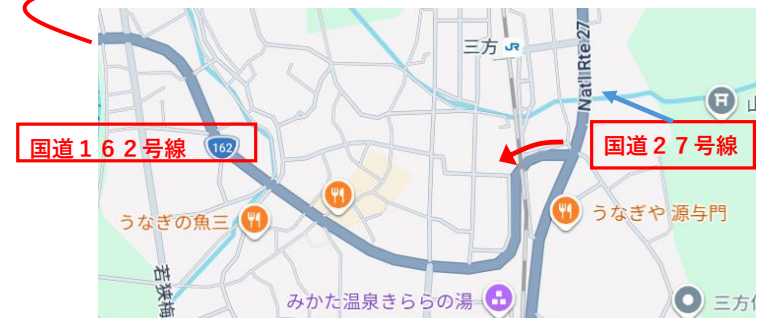 三方
JR
Nat'l Rte 27
国道162号線
162
国道27号線
うなぎの魚三
うなぎや 源与門
若狭梅
みかた温泉きららの湯
三方